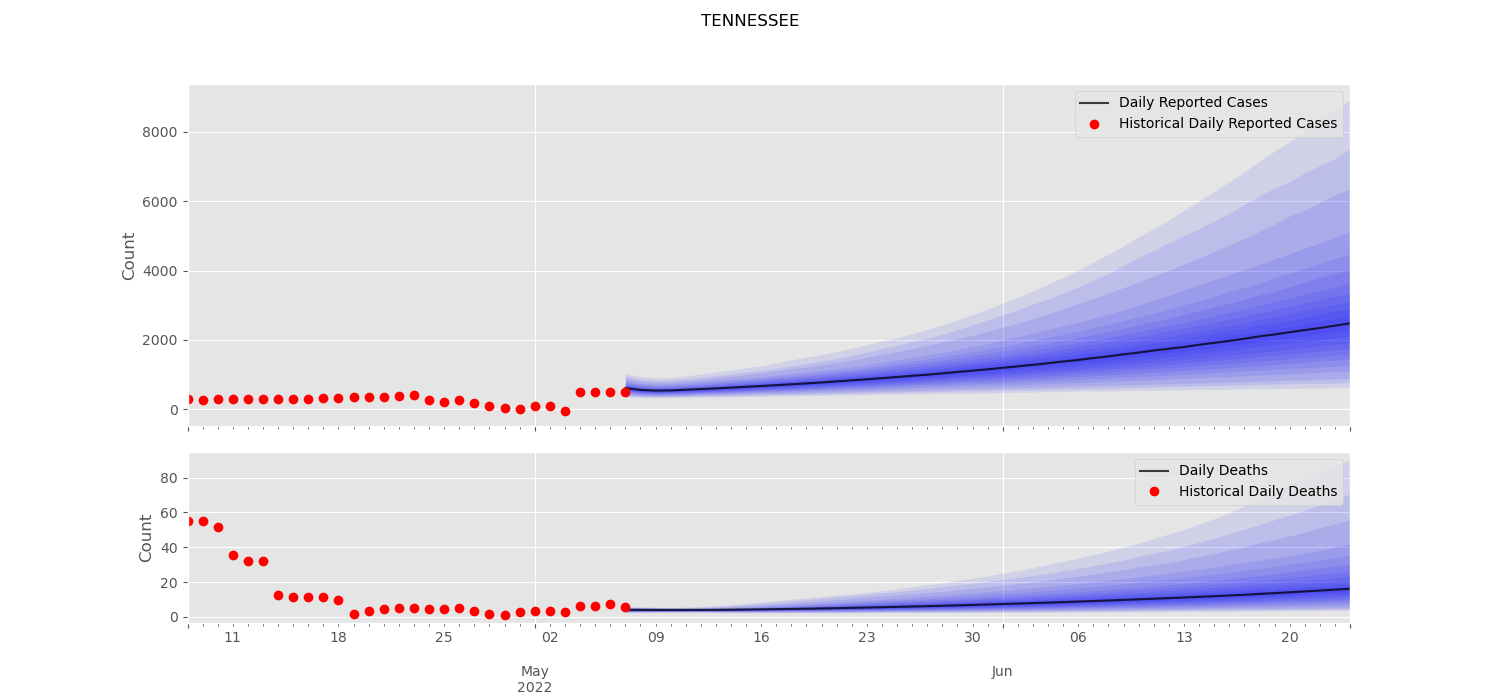 TENNESSEE
Daily Reported Cases
Historical Daily Reported Cases
Count
8000
6000
4000
2000
0
Daily Deaths
Historical Daily Deaths
Count
80
60
40
20
0
11 18 25 02 09 16 23 30 06 13 20
May Jun
2022